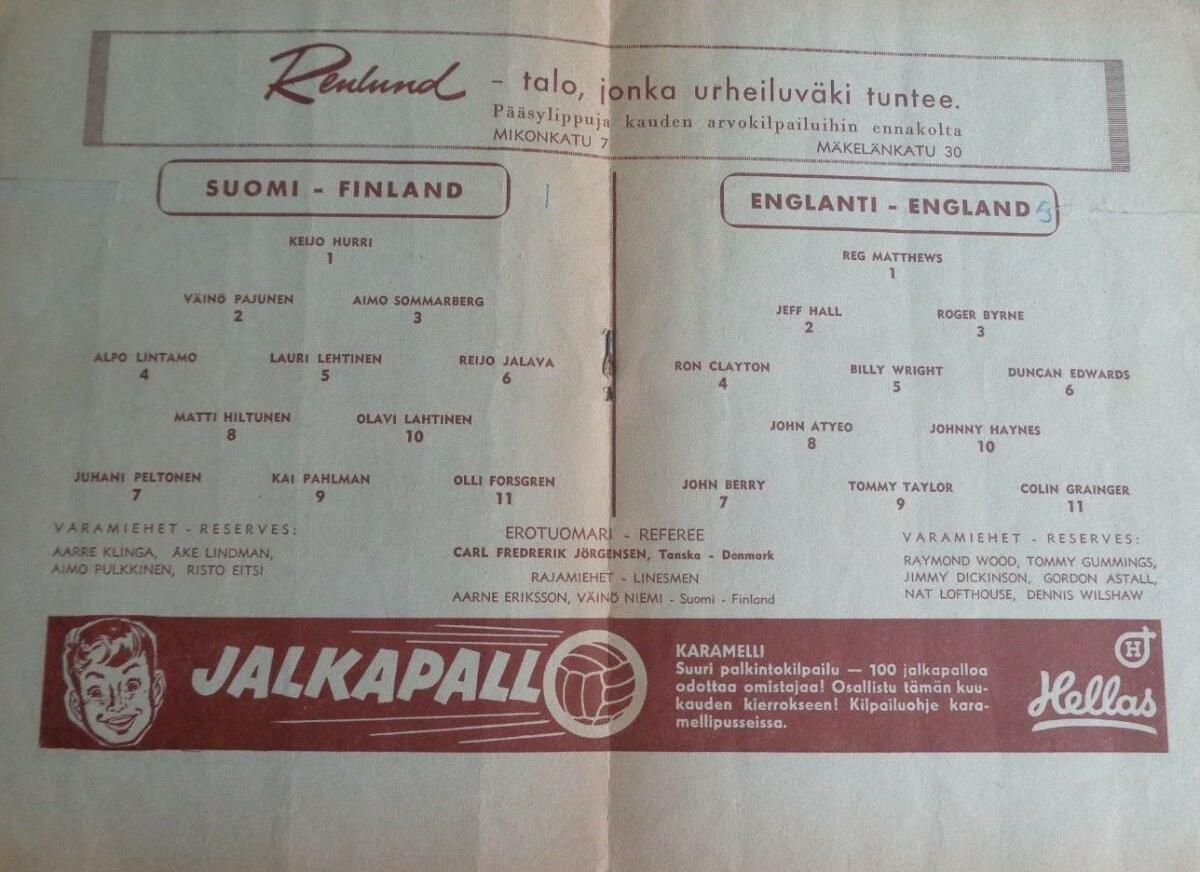 Renlund – talo, jonka urheiluväki tuntee.
Pääsylippuja kauden arvokilpailuihin ennakolta
MIKONKATU 7 MÄKELÄNKATU 30
SUOMI - FINLAND 1
KEIJO HURRI
1
VÄINÖ PAJUNEN AIMO SOMMARBERG
2 3
ALPO LINTAMO LAURI LEHTINEN REIJO JALAVA
4 5 6
MATTI HILTUNEN OLAVI LAHTINEN
8 10
JUHANI PELTONEN KAI PAHLMAN OLLI FORSGREN
7 9 11
VARAMIEHET - RESERVES:
AARRE KLINGA, ÅKE LINDMAN,
AIMO PULKKINEN, RISTO EITSI
ENGLANTI - ENGLAND 5
REG MATTHEWS
1
JEFF HALL ROGER BYRNE
2 3
RON CLAYTON BILLY WRIGHT DUNCAN EDWARDS
4 5 6
JOHN ATYEO JOHNNY HAYNES
8 10
JOHN BERRY TOMMY TAYLOR COLIN GRAINGER
7 9 11
EROTUOMARI - REFEREE
CARL FREDRERIK JÖRGENSEN, Tanska - Denmark
RAJAMIEHET - LINESMEN
AARNE ERIKSSON, VÄINÖ NIEMI - Suomi - Finland
VARAMIEHET - RESERVES:
RAYMOND WOOD, TOMMY GUMMINGS,
JIMMY DICKINSON, GORDON ASTALL,
NAT LOFTHOUSE, DENNIS WILSHAW
JALKAPALLO
KARAMELLI
Suuri palkintokilpailu — 100 jalkapalloa
odottaa omistajaa! Osallistu tämän kuu-
kauden kierrokseen! Kilpailuohje kara-
mellipusseissa.
H
Hellas